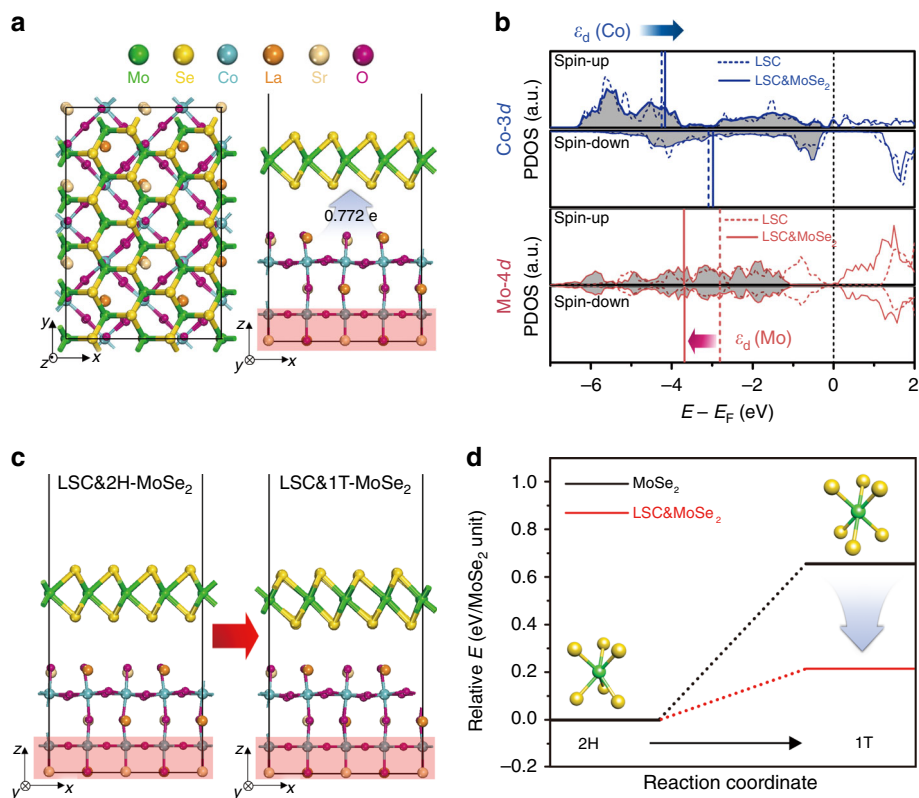 a
Mo Se Co La Sr O
0.772 e
y
z x
z
y x
b
εd (Co)
Spin-up
LSC
LSC&MoSe₂
Co-3d
PDOS (a.u.)
Spin-down
Spin-up
LSC
LSC&MoSe₂
Mo-4d
PDOS (a.u.)
Spin-down
εd (Mo)
−6 −4 −2 0 2
E − EF (eV)
c
LSC&2H-MoSe₂ LSC&1T-MoSe₂
z z
y x y x
d
MoSe₂
LSC&MoSe₂
Relative E (eV/MoSe₂ unit)
1.0
0.8
0.6
0.4
0.2
0.0
−0.2
2H 1T
Reaction coordinate